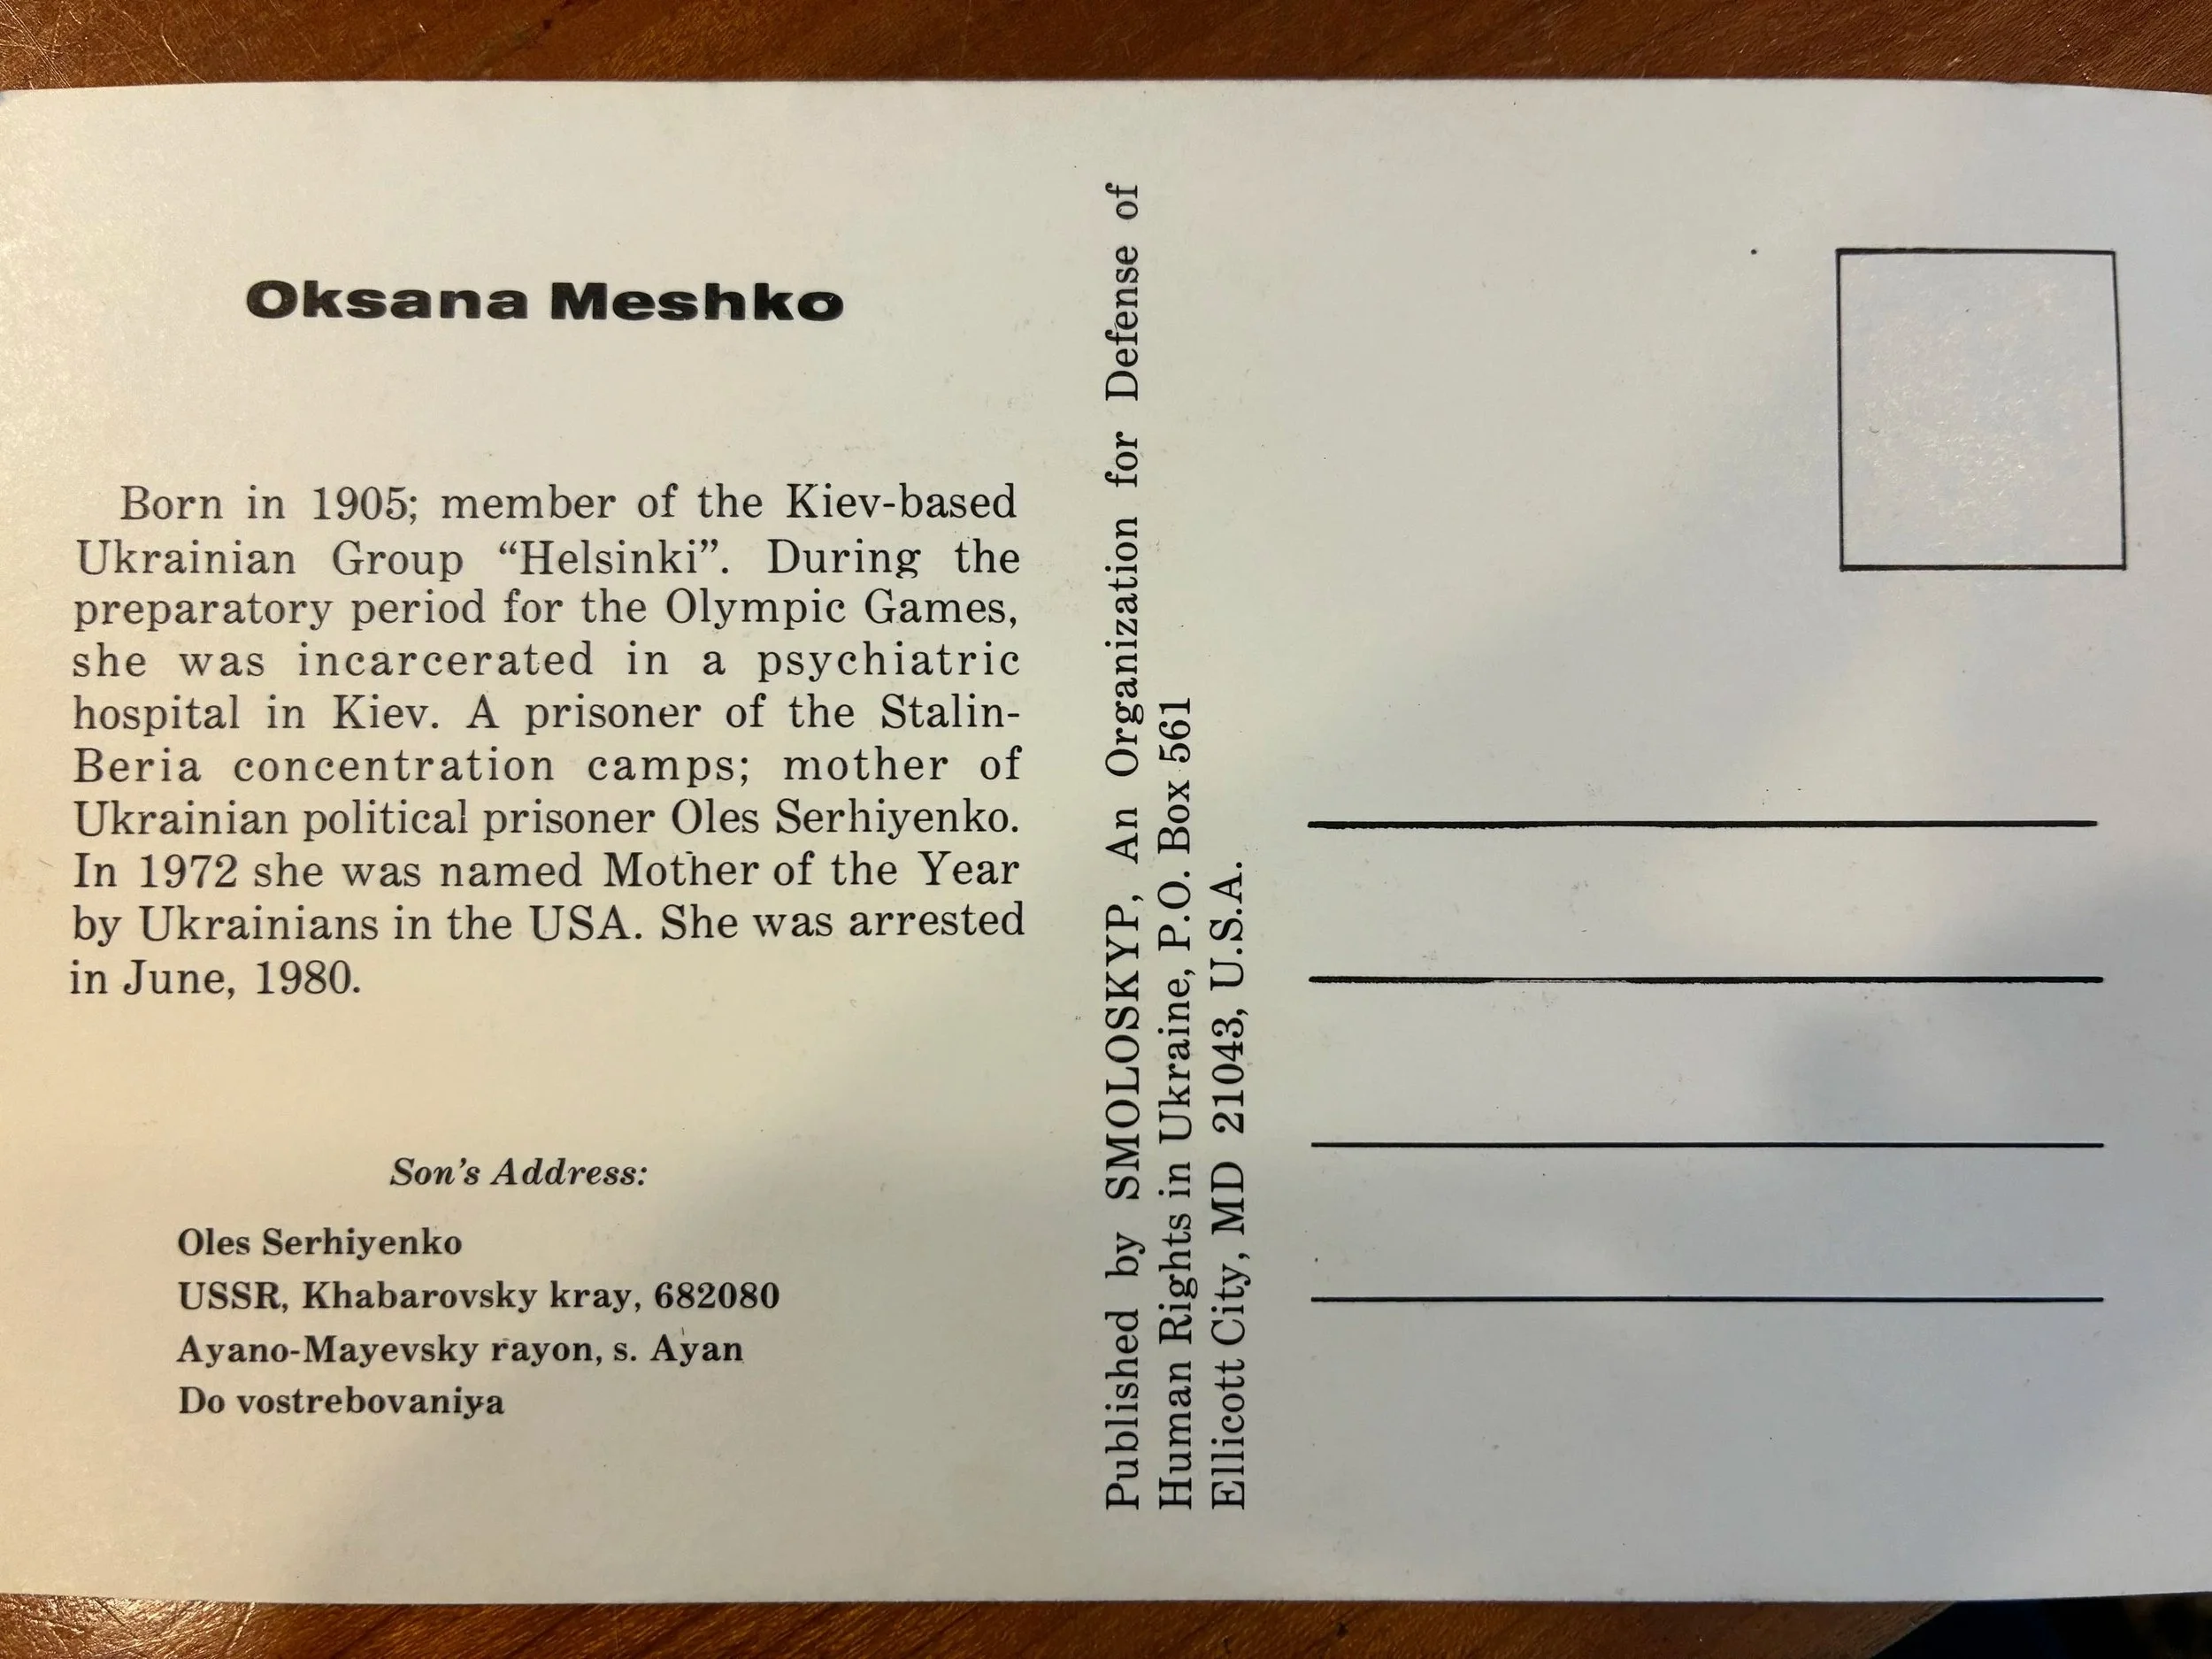 Oksana Meshko
Born in 1905; member of the Kiev-based
Ukrainian Group “Helsinki”. During the
preparatory period for the Olympic Games,
she was incarcerated in a psychiatric
hospital in Kiev. A prisoner of the Stalin-
Beria concentration camps; mother of
Ukrainian political prisoner Oles Serhiyenko.
In 1972 she was named Mother of the Year
by Ukrainians in the USA. She was arrested
in June, 1980.
Son’s Address:
Oles Serhiyenko
USSR, Khabarovsky kray, 682080
Ayano-Mayevsky rayon, s. Ayan
Do vostrebovaniya
Published by SMOLOSKYP, An Organization for Defense of
Human Rights in Ukraine, P.O. Box 561
Ellicott City, MD 21043, U.S.A.